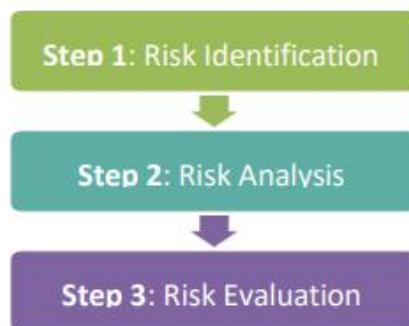 Step 1: Risk Identification
Step 2: Risk Analysis
Step 3: Risk Evaluation